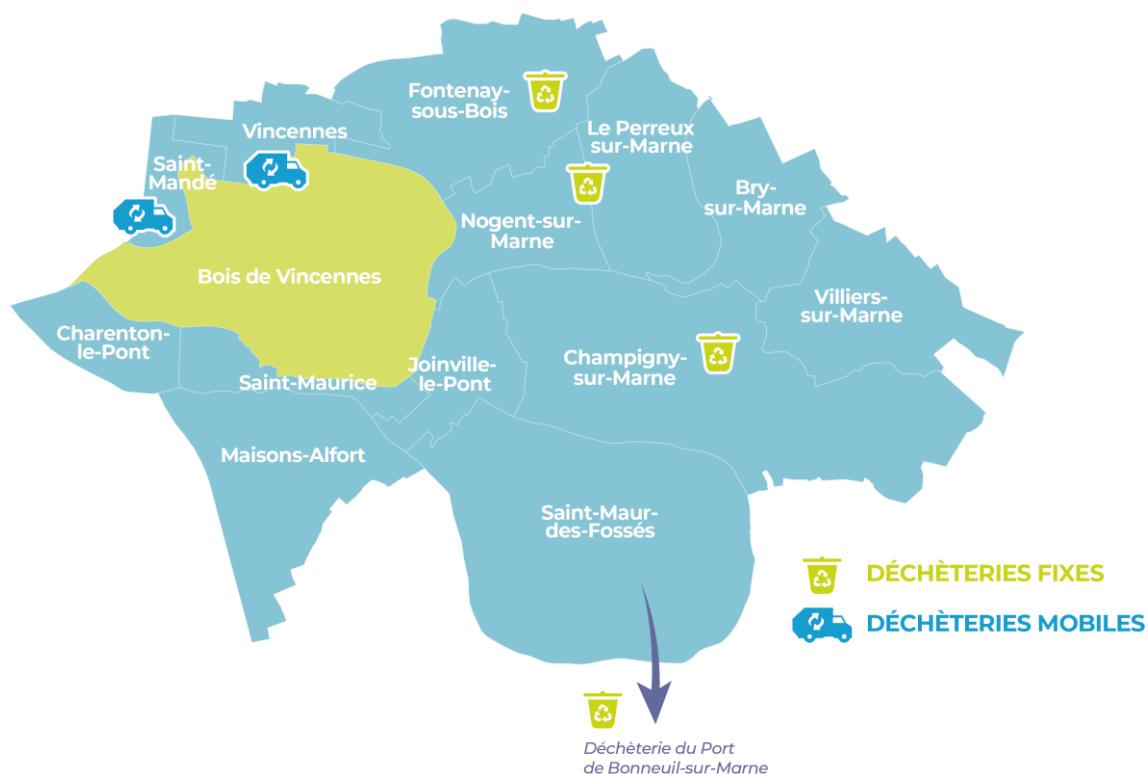 Fontenay-
sous-Bois
Vincennes
Le Perreux
sur-Marne
Saint-
Mandé
Bry-
sur-Marne
Nogent-sur-
Marne
Bois de Vincennes
Villiers-
sur-Marne
Charenton-
le-Pont
Joinville-
le-Pont
Champigny-
sur-Marne
Saint-Maurice
Maisons-Alfort
Saint-Maur-
des-Fossés
DÉCHÈTERIES FIXES
DÉCHÈTERIES MOBILES
Déchèterie du Port
de Bonneuil-sur-Marne